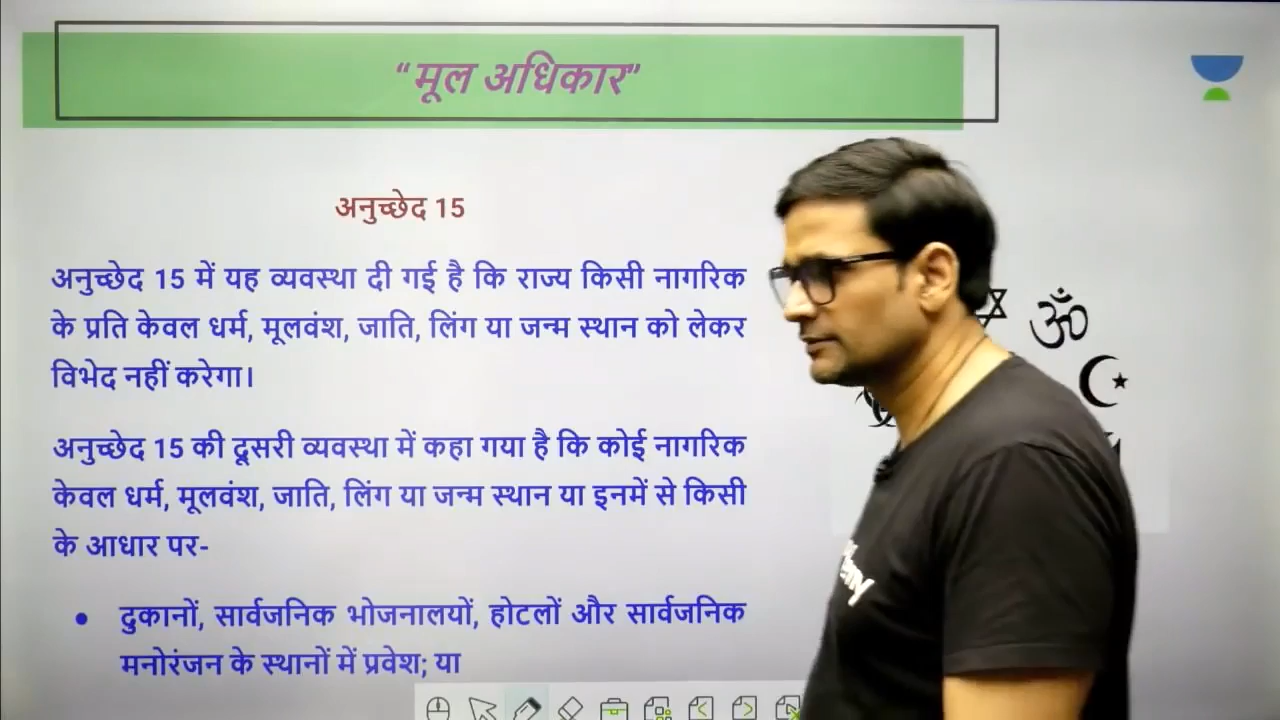 “मूल अधिकार”
अनुच्छेद 15
अनुच्छेद 15 में यह व्यवस्था दी गई है कि राज्य किसी नागरिक
के प्रति केवल धर्म, मूलवंश, जाति, लिंग या जन्म स्थान को लेकर
विभेद नहीं करेगा।
अनुच्छेद 15 की दूसरी व्यवस्था में कहा गया है कि कोई नागरिक
केवल धर्म, मूलवंश, जाति, लिंग या जन्म स्थान या इनमें से किसी
के आधार पर-
• दुकानों, सार्वजनिक भोजनालयों, होटलों और सार्वजनिक
मनोरंजन के स्थानों में प्रवेश; या